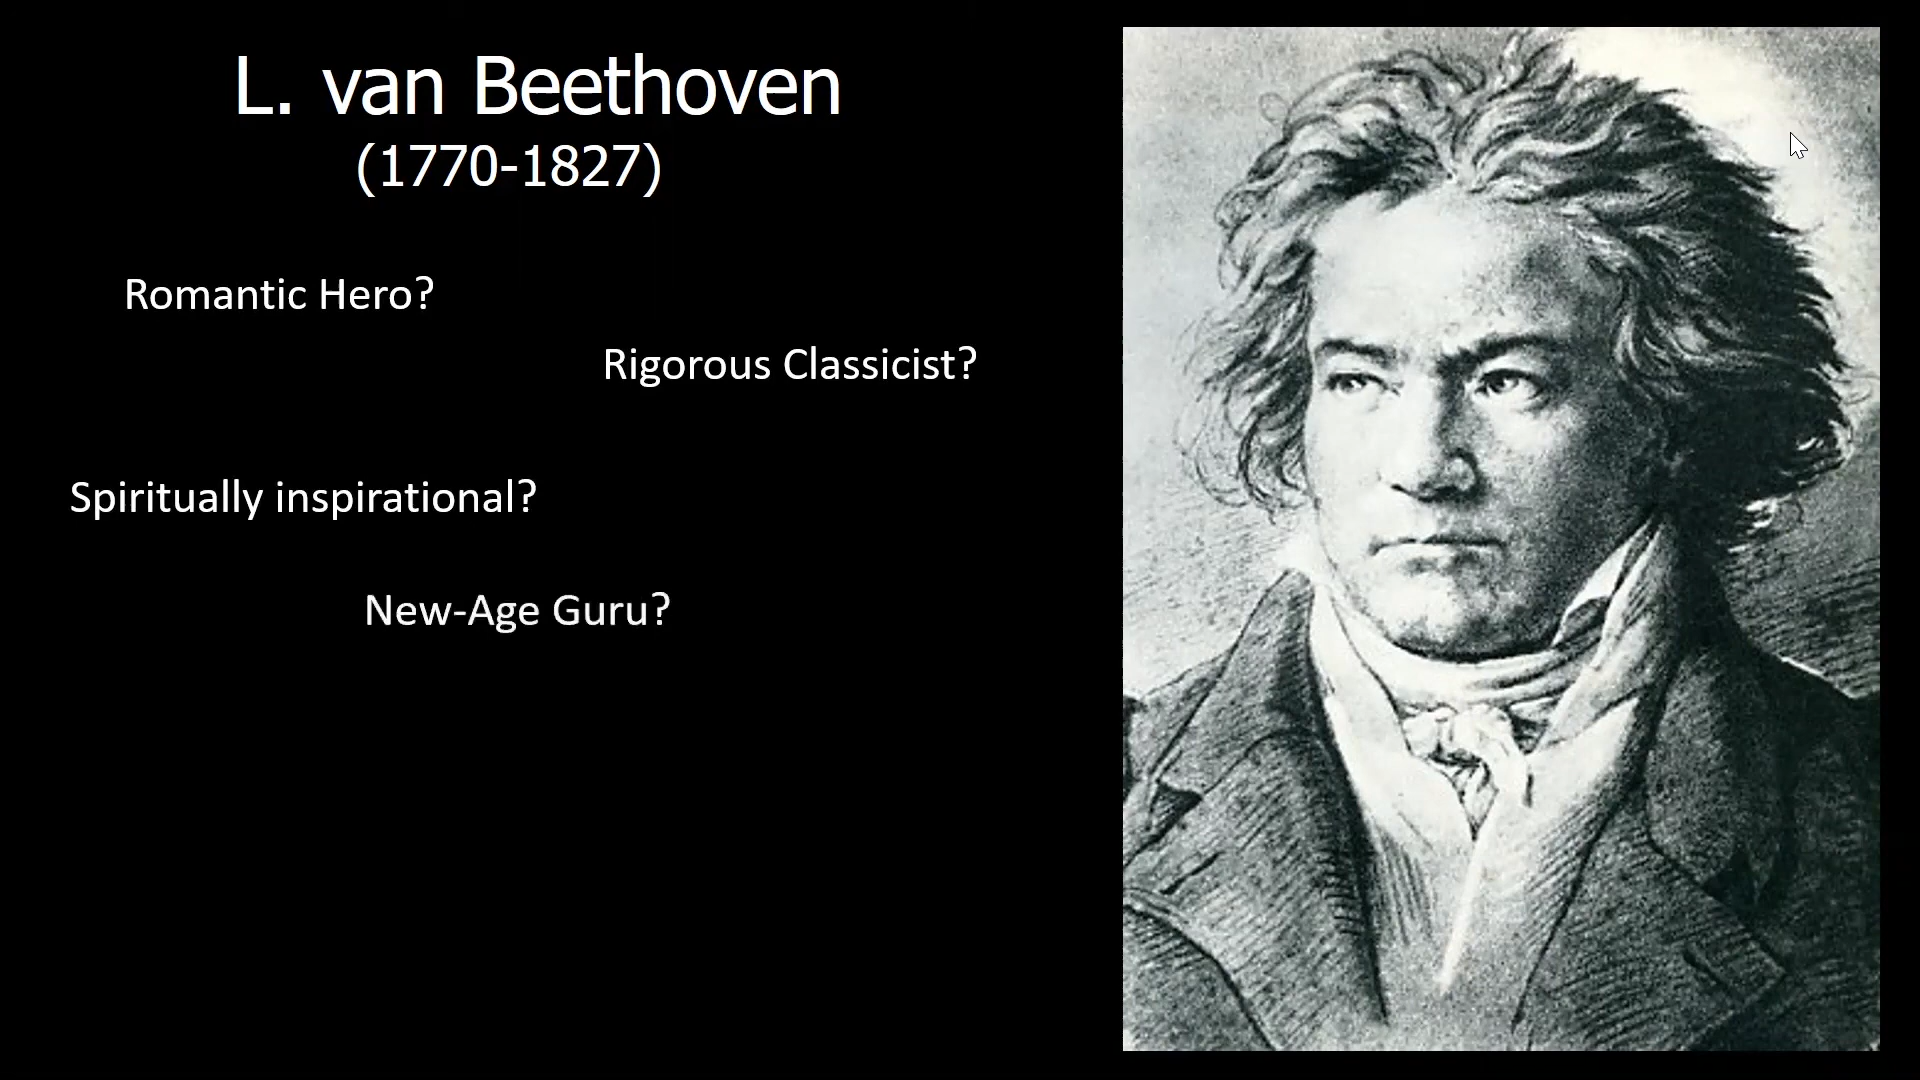 L. van Beethoven
(1770-1827)
Romantic Hero?
Rigorous Classicist?
Spiritually inspirational?
New-Age Guru?